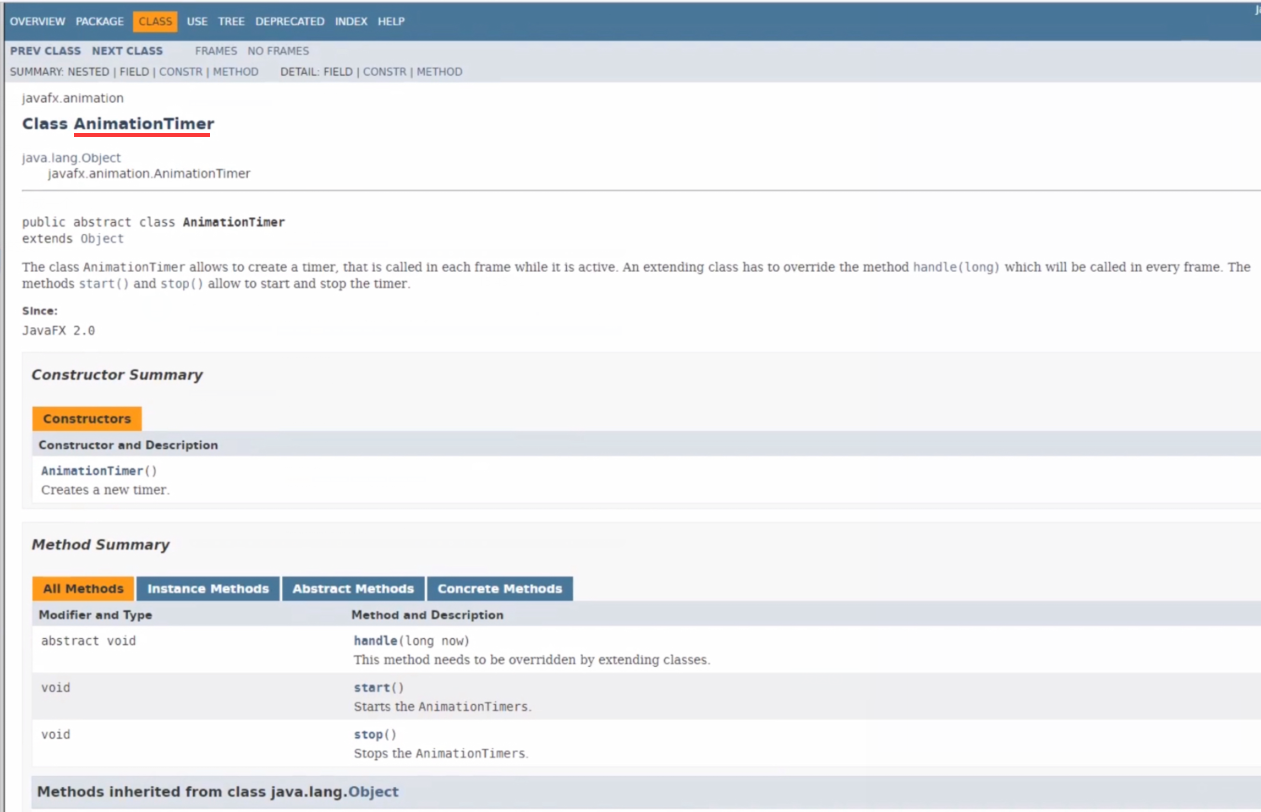 OVERVIEW PACKAGE CLASS USE TREE DEPRECATED INDEX HELP
PREV CLASS NEXT CLASS FRAMES NO FRAMES
SUMMARY: NESTED | FIELD | CONSTR | METHOD DETAIL: FIELD | CONSTR | METHOD
javafx.animation
Class AnimationTimer
java.lang.Object
javafx.animation.AnimationTimer
public abstract class AnimationTimer
extends Object
The class AnimationTimer allows to create a timer, that is called in each frame while it is active. An extending class has to override the method handle(long) which will be called in every frame. The
methods start() and stop() allow to start and stop the timer.
Since:
JavaFX 2.0
Constructor Summary
Constructors
Constructor and Description
AnimationTimer()
Creates a new timer.
Method Summary
All Methods Instance Methods Abstract Methods Concrete Methods
Modifier and Type Method and Description
abstract void handle(long now)
This method needs to be overridden by extending classes.
void start()
Starts the AnimationTimers.
void stop()
Stops the AnimationTimers.
Methods inherited from class java.lang.Object